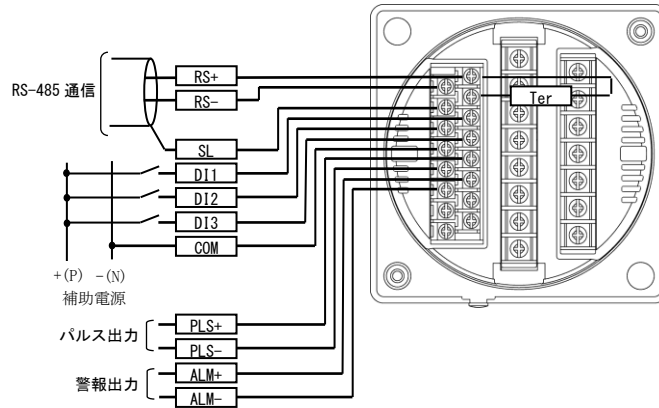 RS-485 通信
RS+
RS-
SL
DI1
DI2
DI3
COM
+(P) -(N)
補助電源
パルス出力
PLS+
PLS-
警報出力
ALM+
ALM-
Ter